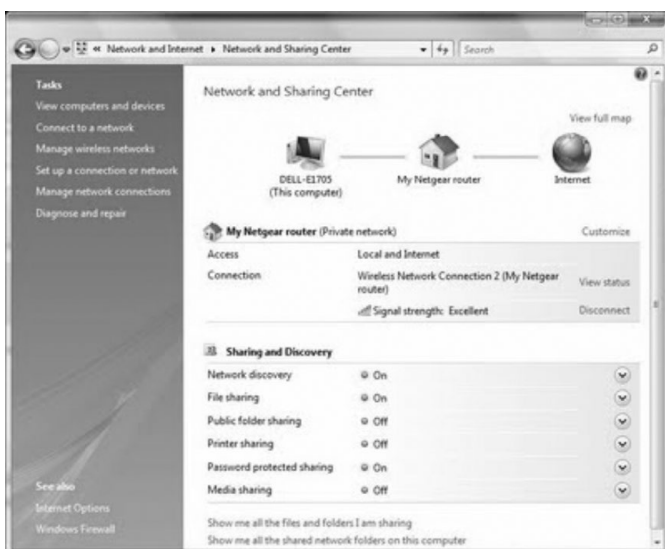 « Network and Internet ▸ Network and Sharing Center
Search
Tasks
View computers and devices
Connect to a network
Manage wireless networks
Set up a connection or network
Manage network connections
Diagnose and repair
See also
Internet Options
Windows Firewall
Network and Sharing Center
View full map
DELL-E1705
(This computer)
My Netgear router
Internet
My Netgear router (Private network)
Customize
Access Local and Internet
Connection Wireless Network Connection 2 (My Netgear
router)
View status
Signal strength: Excellent Disconnect
Sharing and Discovery
Network discovery On
File sharing On
Public folder sharing Off
Printer sharing Off
Password protected sharing On
Media sharing Off
Show me all the files and folders I am sharing
Show me all the shared network folders on this computer